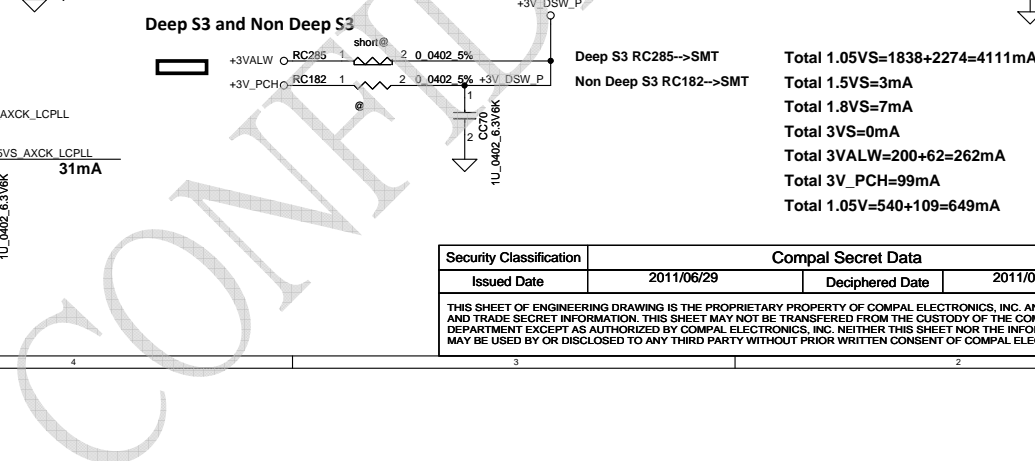 +3V_DSW_P
Deep S3 and Non Deep S3
short@
+3VALW RC285 1 2 0_0402_5%
+3V_PCH RC182 1 2 0_0402_5% +3V_DSW_P
@
1
2
CC70
1U_0402_6.3V6K
Deep S3 RC285-->SMT
Non Deep S3 RC182-->SMT
Total 1.05VS=1838+2274=4111mA
Total 1.5VS=3mA
Total 1.8VS=7mA
Total 3VS=0mA
Total 3VALW=200+62=262mA
Total 3V_PCH=99mA
Total 1.05V=540+109=649mA
AXCK_LCPLL
5VS_AXCK_LCPLL
31mA
1U_0402_6.3V6K
Security Classification Compal Secret Data
Issued Date 2011/06/29 Deciphered Date 2011/0
THIS SHEET OF ENGINEERING DRAWING IS THE PROPRIETARY PROPERTY OF COMPAL ELECTRONICS, INC. AN
AND TRADE SECRET INFORMATION. THIS SHEET MAY NOT BE TRANSFERED FROM THE CUSTODY OF THE COM
DEPARTMENT EXCEPT AS AUTHORIZED BY COMPAL ELECTRONICS, INC. NEITHER THIS SHEET NOR THE INFOR
MAY BE USED BY OR DISCLOSED TO ANY THIRD PARTY WITHOUT PRIOR WRITTEN CONSENT OF COMPAL ELEC
4 3 2
CONFID